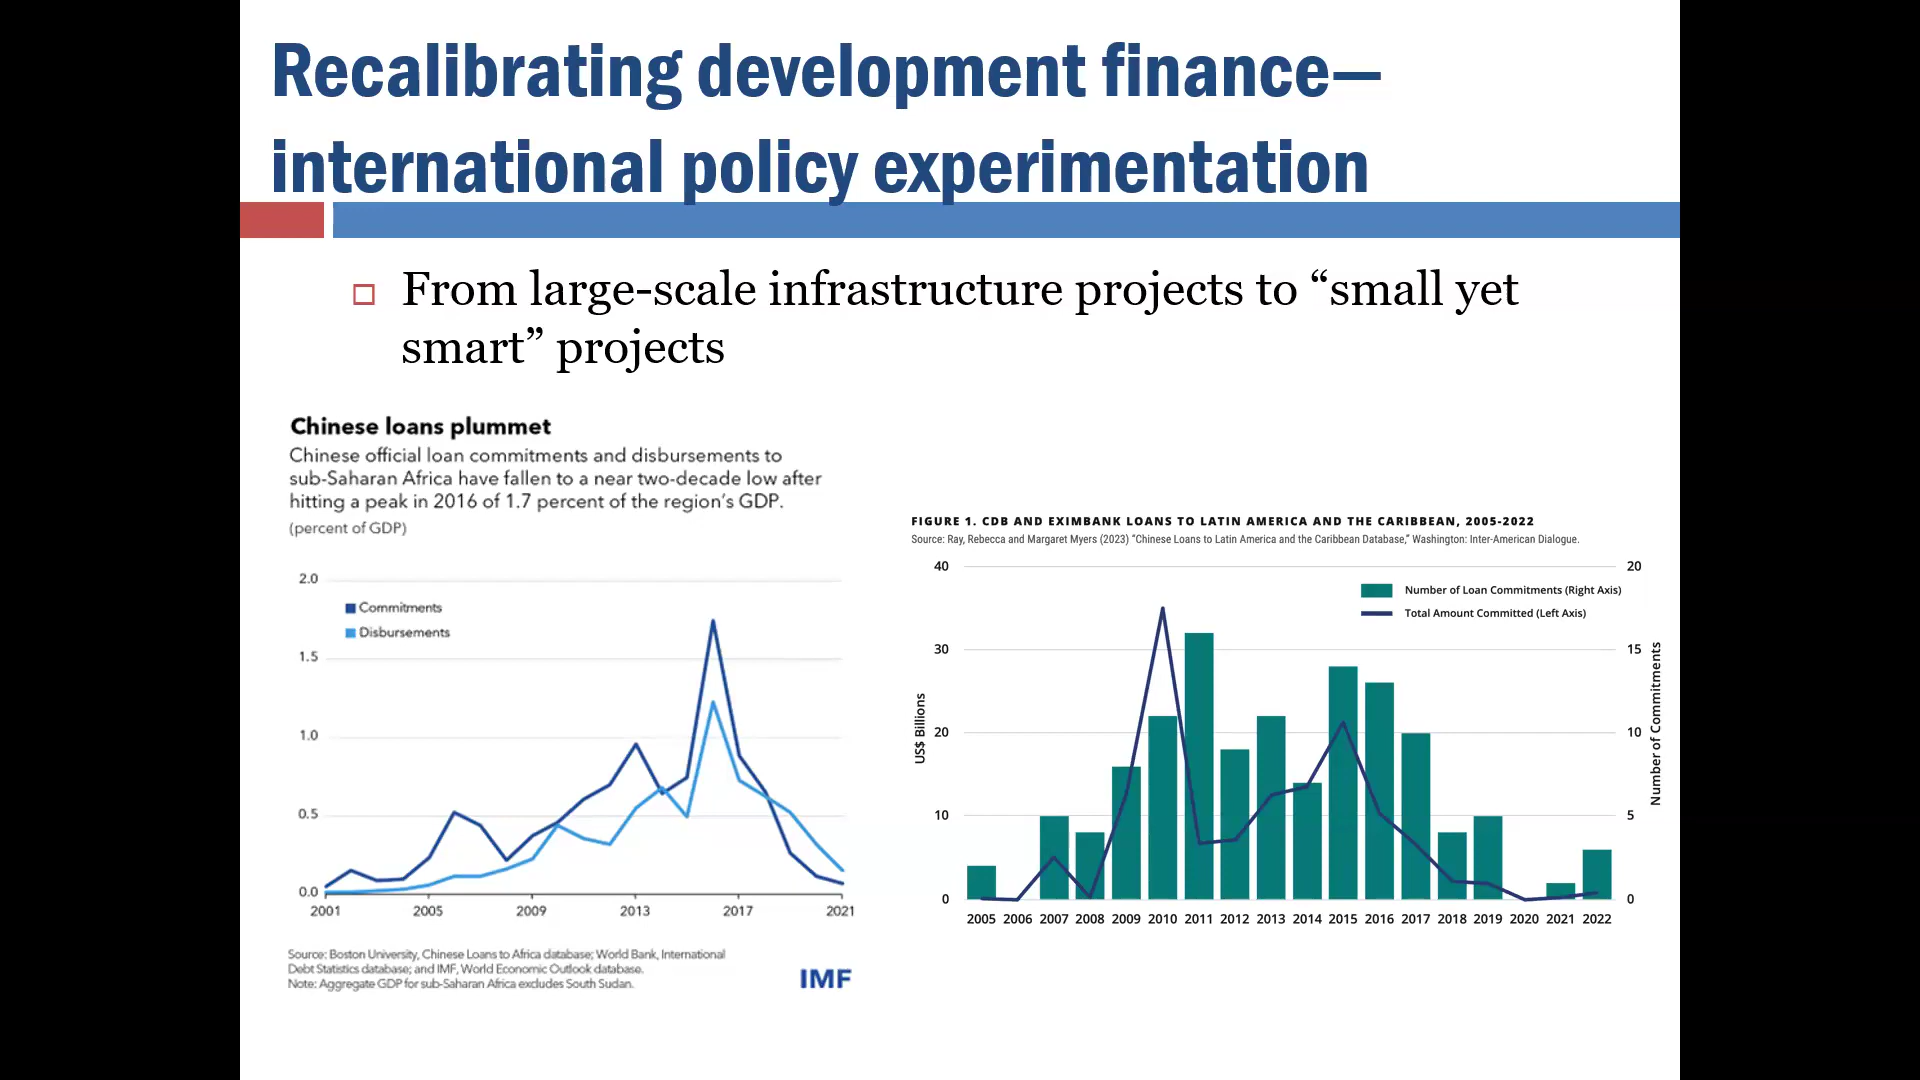 Recalibrating development finance—
international policy experimentation
From large-scale infrastructure projects to “small yet
smart” projects
Chinese loans plummet
Chinese official loan commitments and disbursements to
sub-Saharan Africa have fallen to a near two-decade low after
hitting a peak in 2016 of 1.7 percent of the region’s GDP.
(percent of GDP)
2.0
Commitments
Disbursements
1.5
1.0
0.5
0.0
2001 2005 2009 2013 2017 2021
Source: Boston University, Chinese Loans to Africa database; World Bank, International
Debt Statistics database; and IMF, World Economic Outlook database.
Note: Aggregate GDP for sub-Saharan Africa excludes South Sudan.
IMF
FIGURE 1. CDB AND EXIMBANK LOANS TO LATIN AMERICA AND THE CARIBBEAN, 2005-2022
Source: Ray, Rebecca and Margaret Myers (2023) “Chinese Loans to Latin America and the Caribbean Database,” Washington: Inter-American Dialogue.
40 20
Number of Loan Commitments (Right Axis)
Total Amount Committed (Left Axis)
30 15
20 10
10 5
0 0
US$ Billions
Number of Commitments
2005 2006 2007 2008 2009 2010 2011 2012 2013 2014 2015 2016 2017 2018 2019 2020 2021 2022